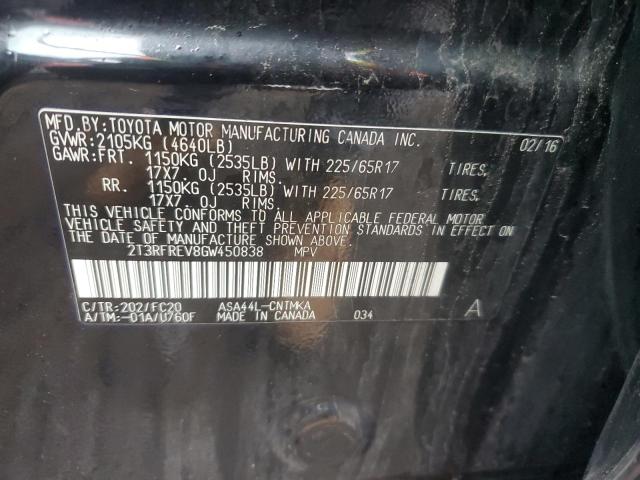 MFD.BY:TOYOTA MOTOR MANUFACTURING CANADA INC. 02/16
GVWR:2105KG (4640LB)
GAWR:FRT. 1150KG (2535LB) WITH 225/65R17 TIRES,
17X7.0J RIMS.
RR. 1150KG (2535LB) WITH 225/65R17 TIRES,
17X7.0J RIMS.
THIS VEHICLE CONFORMS TO ALL APPLICABLE FEDERAL MOTOR
VEHICLE SAFETY AND THEFT PREVENTION STANDARDS IN EFFECT
ON THE DATE OF MANUFACTURE SHOWN ABOVE.
2T3RFREV8GW450838 MPV
C/TR:202/FC20 ASA44L-CNTMKA A
A/TM:-01A/U760F MADE IN CANADA 034